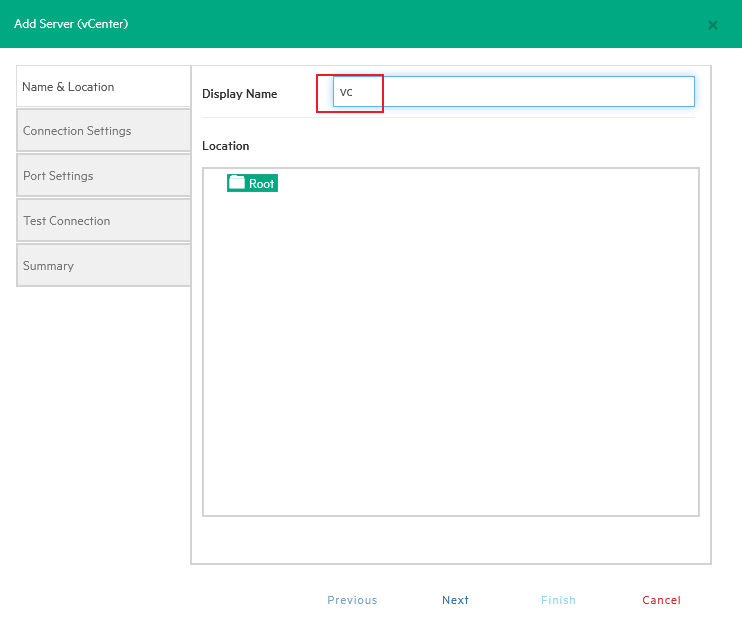 Add Server (vCenter)
Name & Location
Connection Settings
Port Settings
Test Connection
Summary
Display Name
vc
Location
Root
Previous
Next
Finish
Cancel